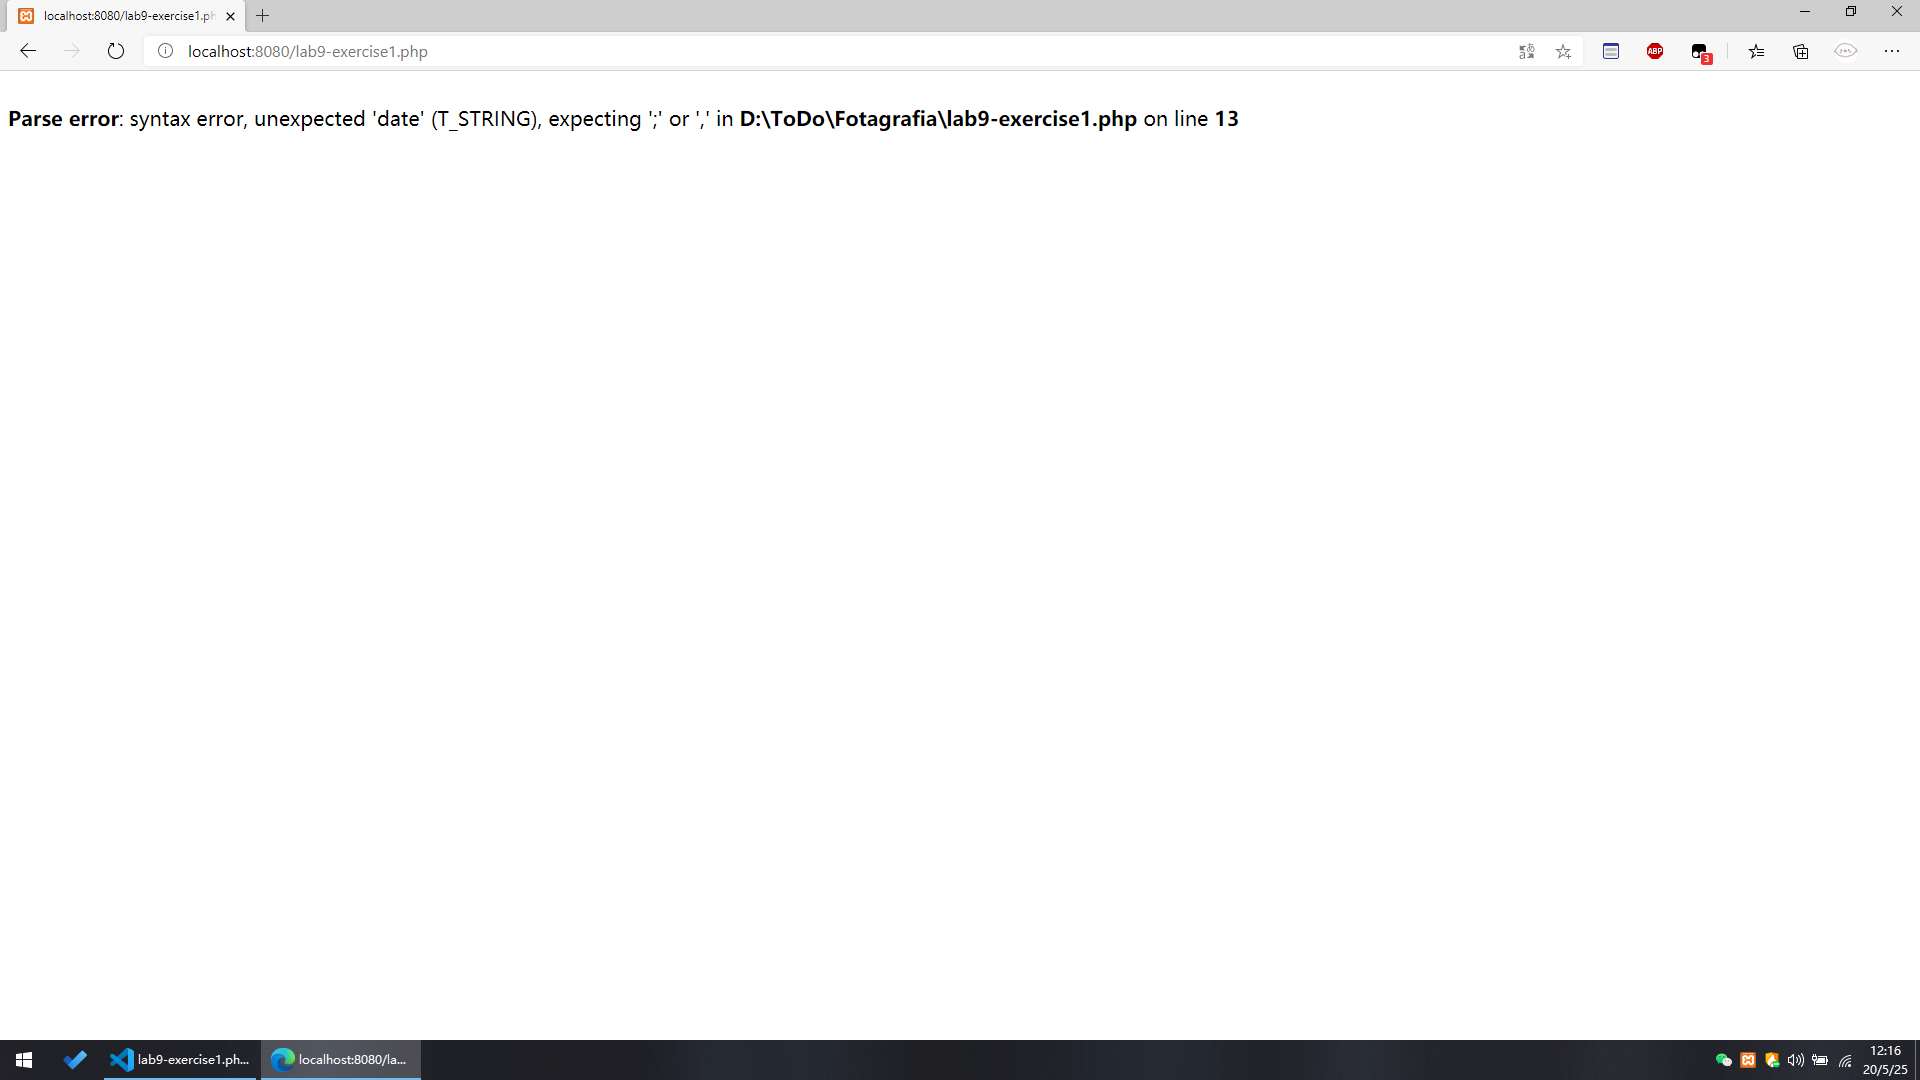 localhost:8080/lab9-exercise1.ph
localhost:8080/lab9-exercise1.php
ABP
3
Parse error: syntax error, unexpected 'date' (T_STRING), expecting ';' or ',' in D:\ToDo\Fotagrafia\lab9-exercise1.php on line 13
lab9-exercise1.ph...
localhost:8080/la...
12:16
20/5/25